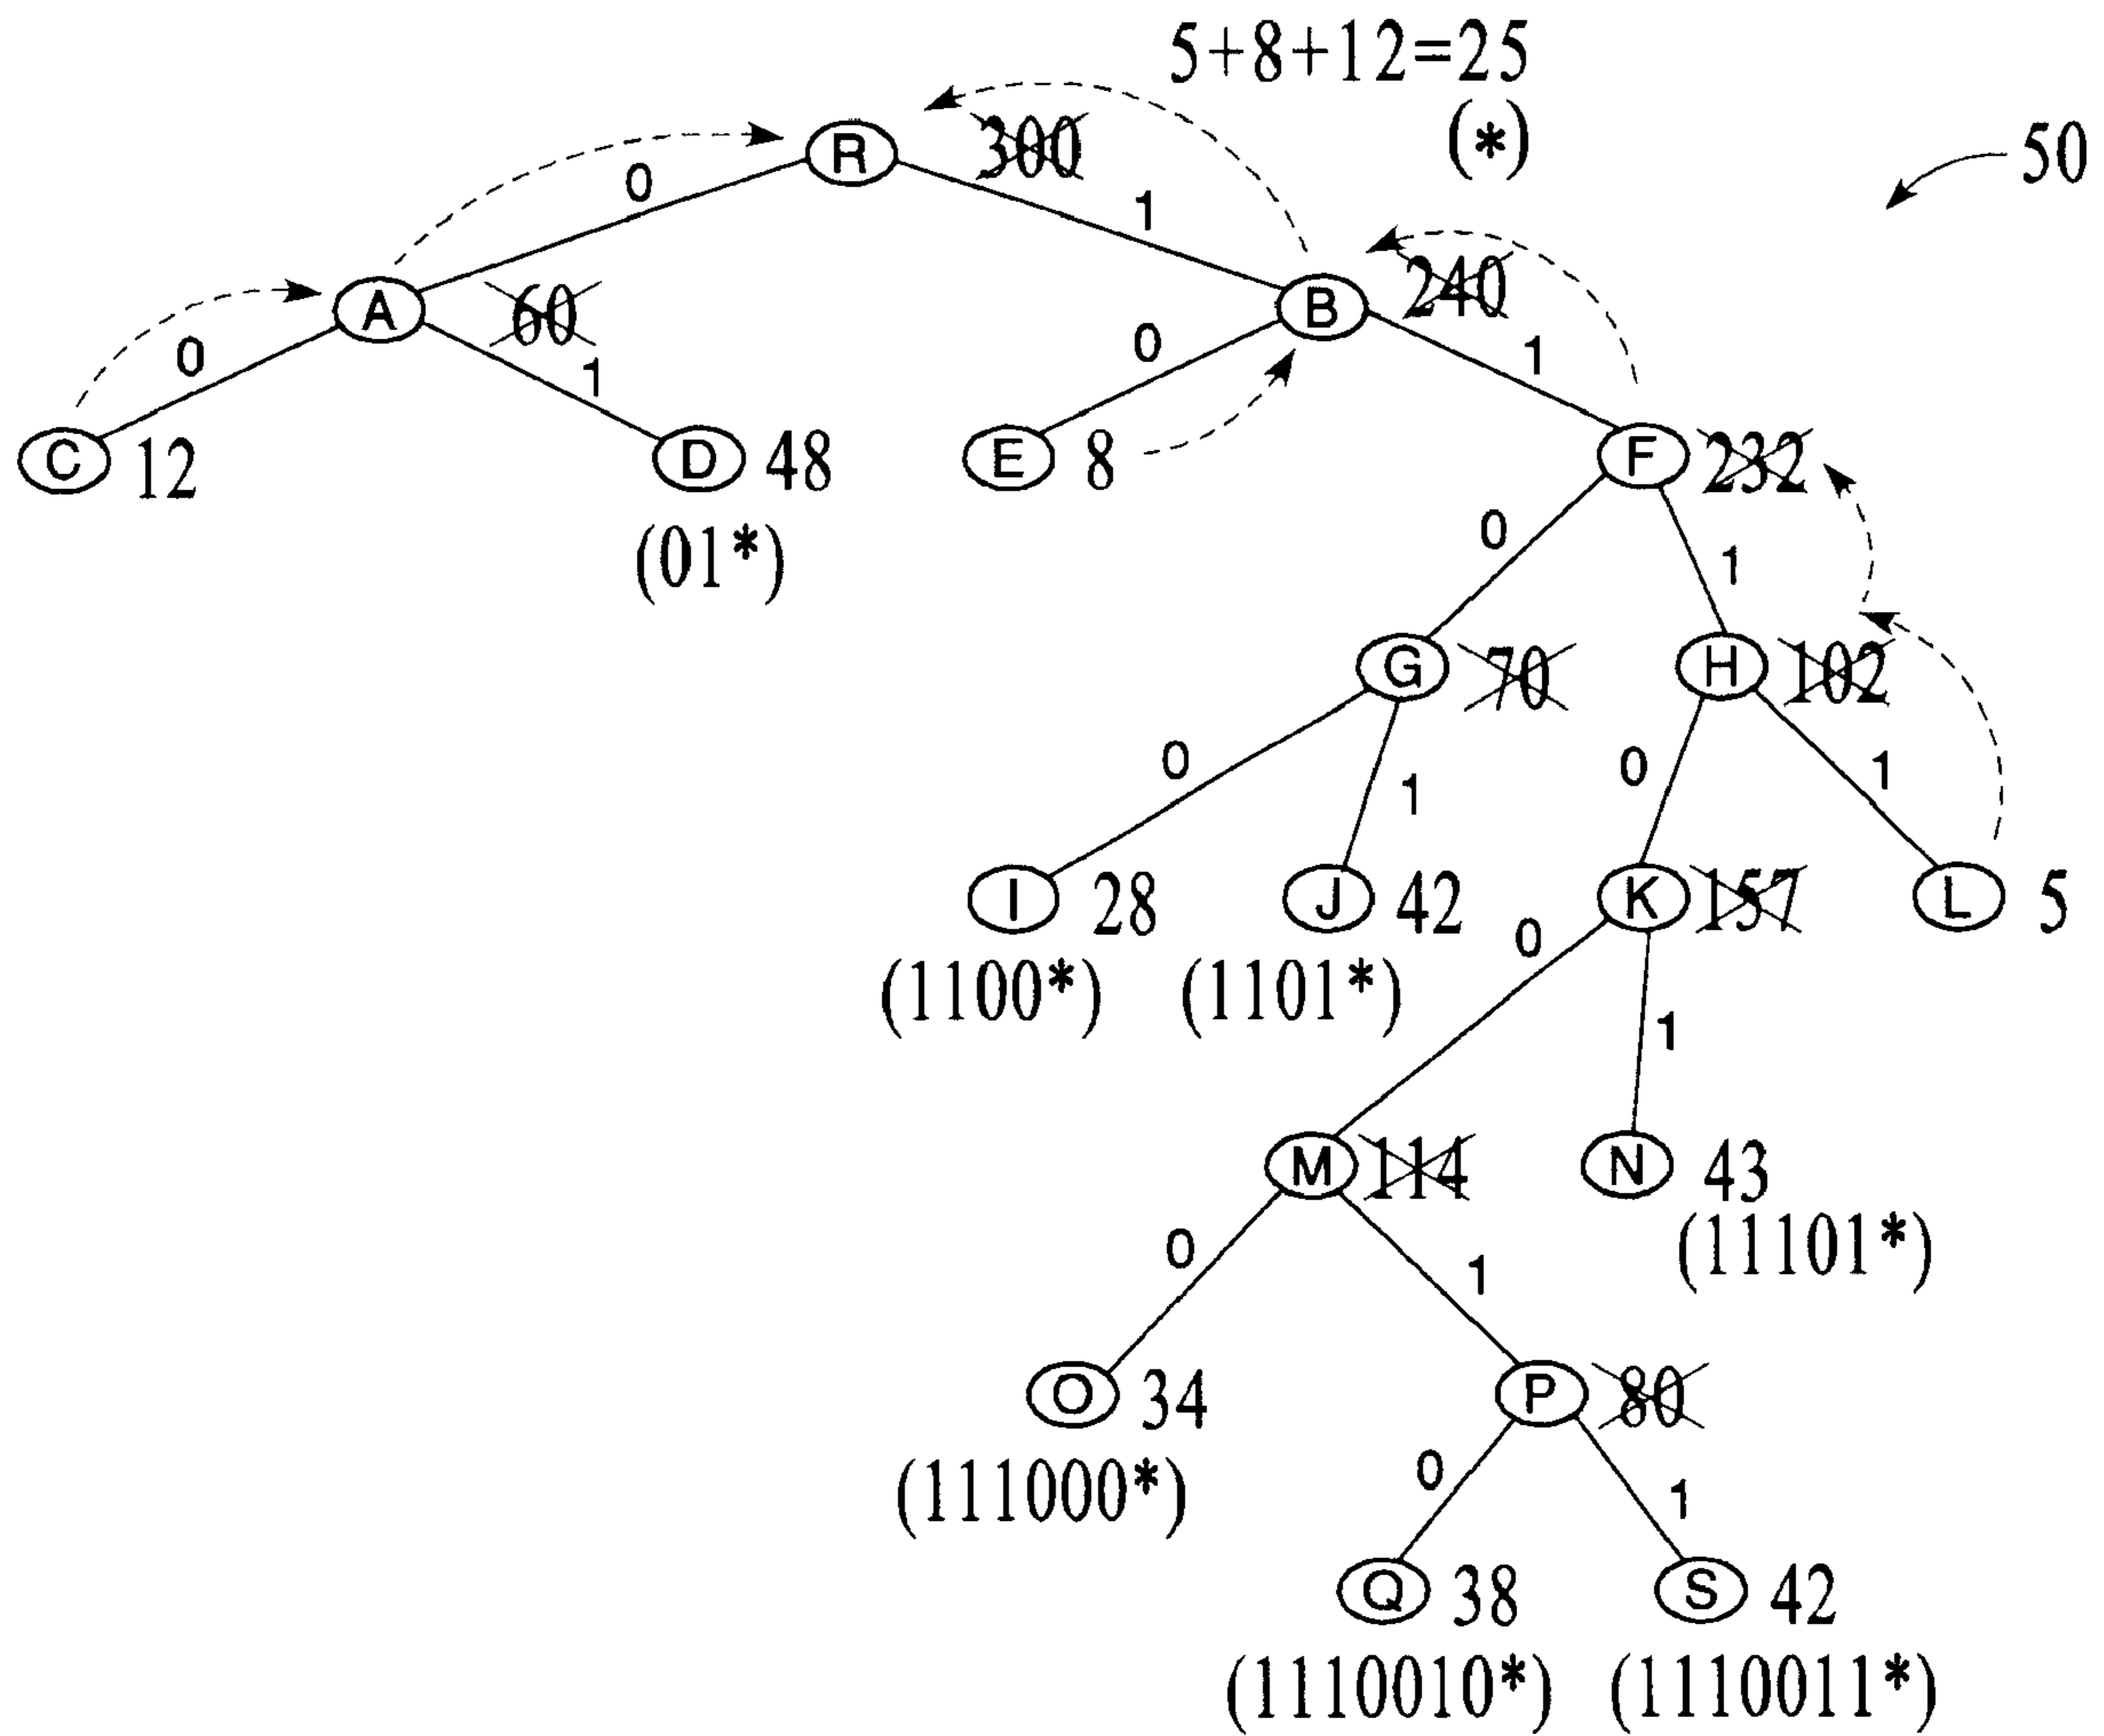 5+8+12=25
(*)
50
R 300
0 1
A 60 B 240
0 1 0 1
C 12 D 48 E 8 F 232
(01*)
0 1
G 70 H 102
0 1 0 1
I 28 J 42 K 157 L 5
(1100*) (1101*)
0 1
M 114 N 43
(11101*)
0 1
O 34 P 80
(111000*)
0 1
Q 38 S 42
(1110010*) (1110011*)